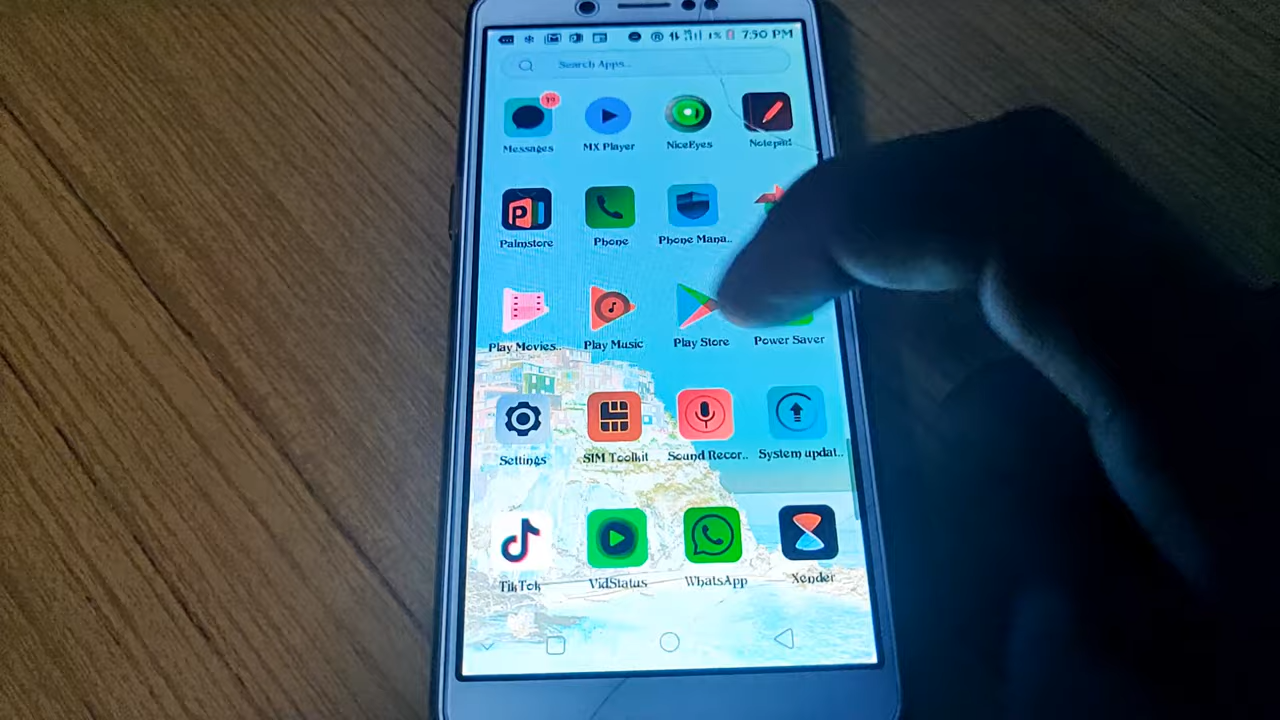 1% 7:50 PM
Search Apps..
Messages MX Player NiceEyes Notepad
Palmstore Phone Phone Mana..
Play Movies.. Play Music Play Store Power Saver
Settings SIM Toolkit Sound Recor.. System updat..
TikTok VidStatus WhatsApp Xender